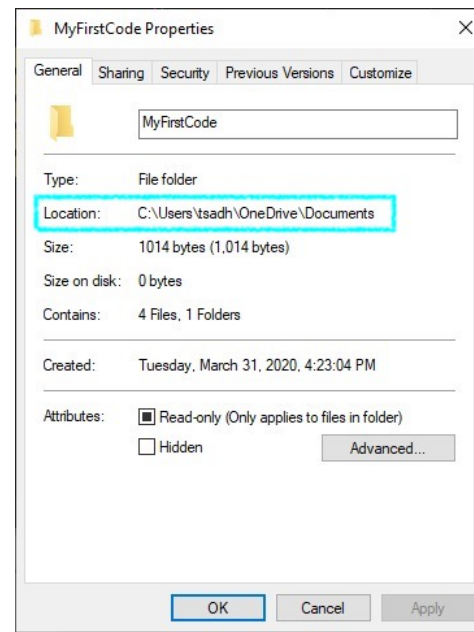 MyFirstCode Properties
General Sharing Security Previous Versions Customize
MyFirstCode
Type: File folder
Location: C:\Users\tsadh\OneDrive\Documents
Size: 1014 bytes (1,014 bytes)
Size on disk: 0 bytes
Contains: 4 Files, 1 Folders
Created: Tuesday, March 31, 2020, 4:23:04 PM
Attributes: Read-only (Only applies to files in folder)
Hidden Advanced...
OK Cancel Apply